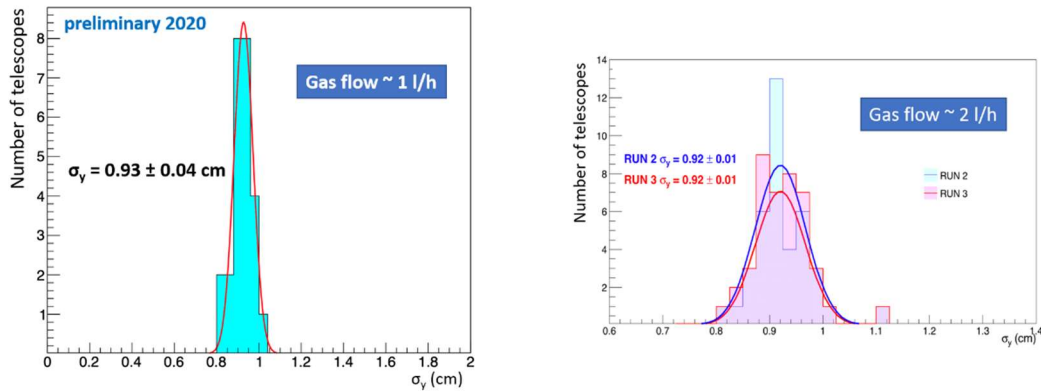 preliminary 2020
Gas flow ~ 1 l/h
σy = 0.93 ± 0.04 cm
Number of telescopes
8
7
6
5
4
3
2
1
0
0 0.2 0.4 0.6 0.8 1 1.2 1.4 1.6 1.8 2
σy (cm)
Gas flow ~ 2 l/h
RUN 2 σy = 0.92 ± 0.01
RUN 3 σy = 0.92 ± 0.01
RUN 2
RUN 3
Number of telescopes
14
12
10
8
6
4
2
0.6 0.7 0.8 0.9 1 1.1 1.2 1.3 1.4
σy (cm)